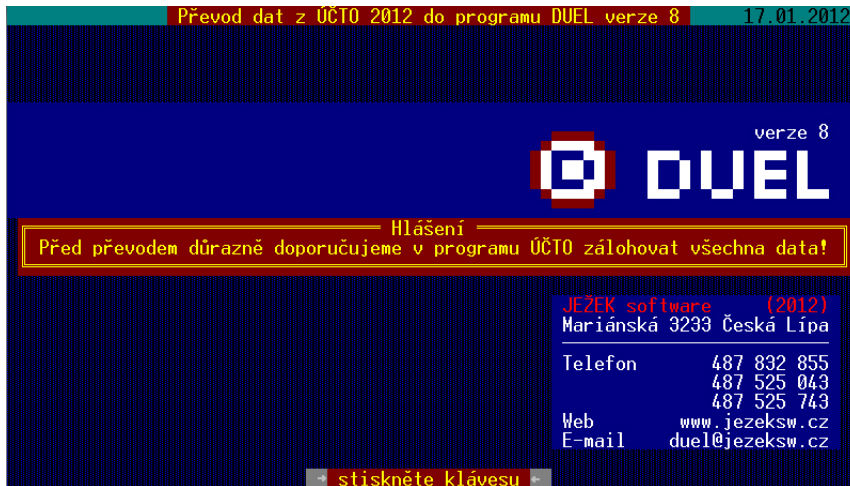 Převod dat z ÚČTO 2012 do programu DUEL verze 8 17.01.2012
verze 8
DUEL
Hlášení
Před převodem důrazně doporučujeme v programu ÚČTO zálohovat všechna data!
JEŽEK software (2012)
Mariánská 3233 Česká Lípa
Telefon 487 832 855
487 525 043
487 525 743
Web www.jezeksw.cz
E-mail duel@jezeksw.cz
→ stiskněte klávesu ←